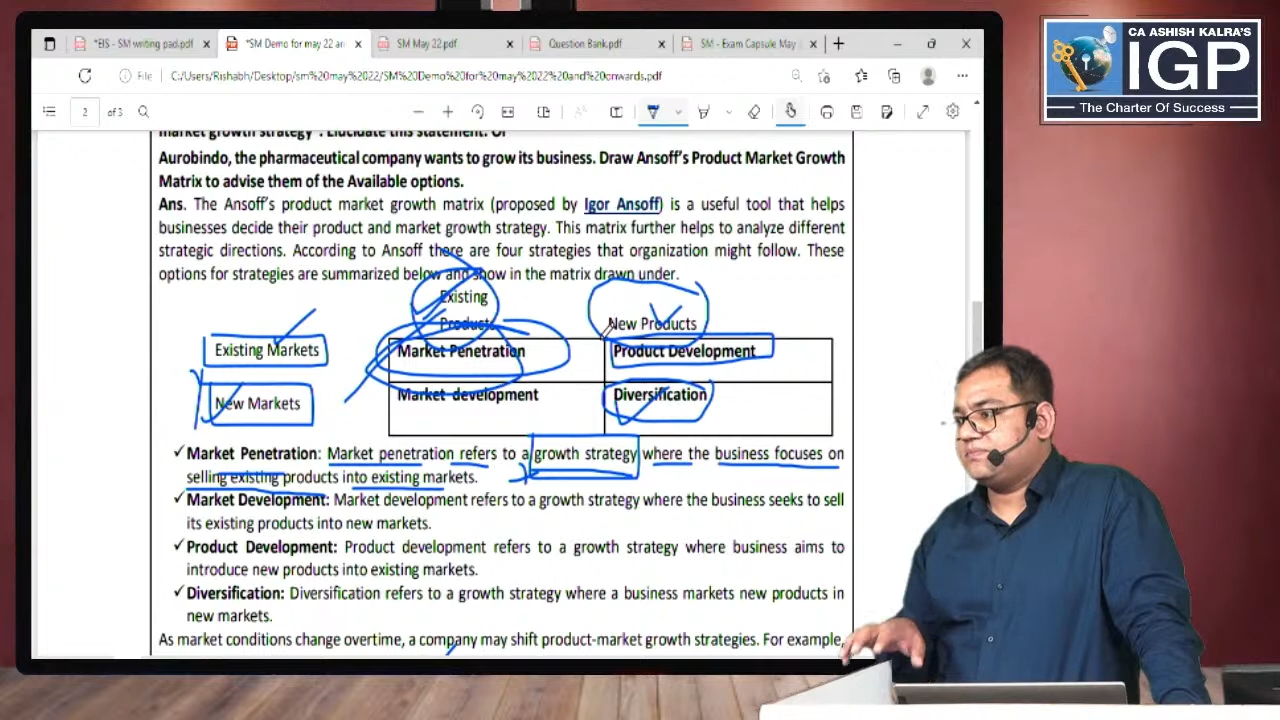 *EIS - SM writing pad.pdf
*SM Demo for may 22 an
SM May 22.pdf
Question Bank.pdf
SM - Exam Capsule May
File
C:/Users/Rishabh/Desktop/sm%20may%2022/SM%20Demo%20for%20may%2022%20and%20onwards.pdf
2 of 3
market growth strategy". Elucidate this statement. Or
Aurobindo, the pharmaceutical company wants to grow its business. Draw Ansoff's Product Market Growth
Matrix to advise them of the Available options.
Ans. The Ansoff's product market growth matrix (proposed by Igor Ansoff) is a useful tool that helps
businesses decide their product and market growth strategy. This matrix further helps to analyze different
strategic directions. According to Ansoff there are four strategies that organization might follow. These
options for strategies are summarized below and show in the matrix drawn under.
Existing
Products
New Products
Existing Markets
Market Penetration
Product Development
New Markets
Market development
Diversification
✓Market Penetration: Market penetration refers to a growth strategy where the business focuses on
selling existing products into existing markets.
✓Market Development: Market development refers to a growth strategy where the business seeks to sell
its existing products into new markets.
✓Product Development: Product development refers to a growth strategy where business aims to
introduce new products into existing markets.
✓Diversification: Diversification refers to a growth strategy where a business markets new products in
new markets.
As market conditions change overtime, a company may shift product-market growth strategies. For example,
CA ASHISH KALRA'S
IGP
The Charter Of Success